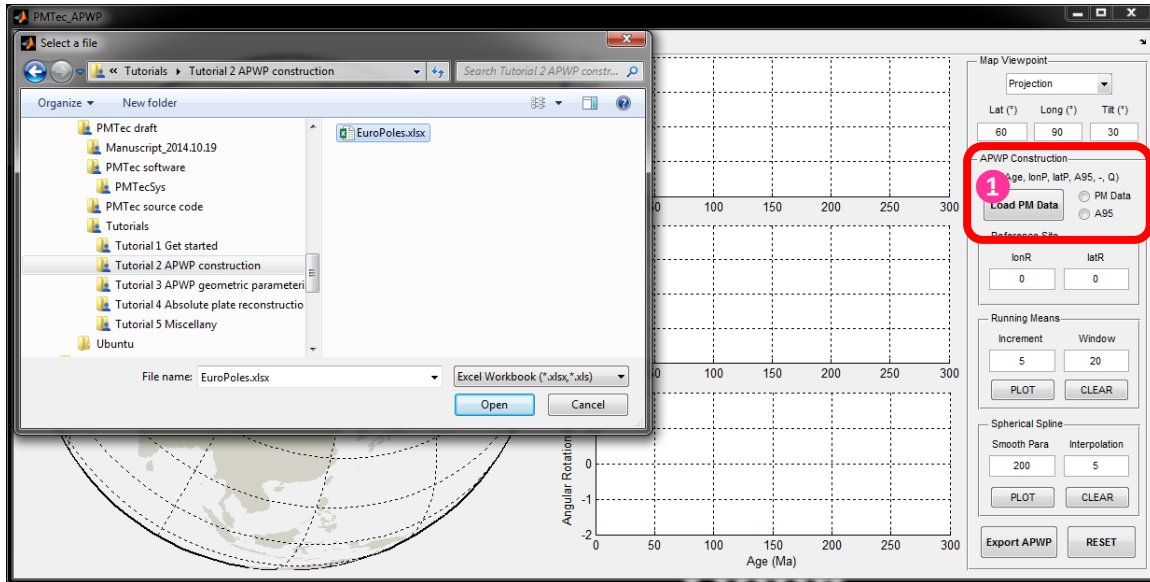 PMTec_APWP
Select a file
« Tutorials ▸ Tutorial 2 APWP construction
Search Tutorial 2 APWP constr...
Organize ▾ New folder
PMTec draft
Manuscript_2014.10.19
PMTec software
PMTecSys
PMTec source code
Tutorials
Tutorial 1 Get started
Tutorial 2 APWP construction
Tutorial 3 APWP geometric parameteri
Tutorial 4 Absolute plate reconstructio
Tutorial 5 Miscellany
Ubuntu
EuroPoles.xlsx
File name: EuroPoles.xlsx
Excel Workbook (*.xlsx,*.xls)
Open Cancel
0 100 150 200 250 300
0 100 150 200 250 300
0
-1
-2
Angular Rotation
0 50 100 150 200 250 300
Age (Ma)
Map Viewpoint
Projection
Lat (°) Long (°) Tilt (°)
60 90 30
APWP Construction
1
Age, lonP, latP, A95, -, Q)
Load PM Data
PM Data
A95
Reference Site
lonR latR
0 0
Running Means
Increment Window
5 20
PLOT CLEAR
Spherical Spline
Smooth Para Interpolation
200 5
PLOT CLEAR
Export APWP RESET